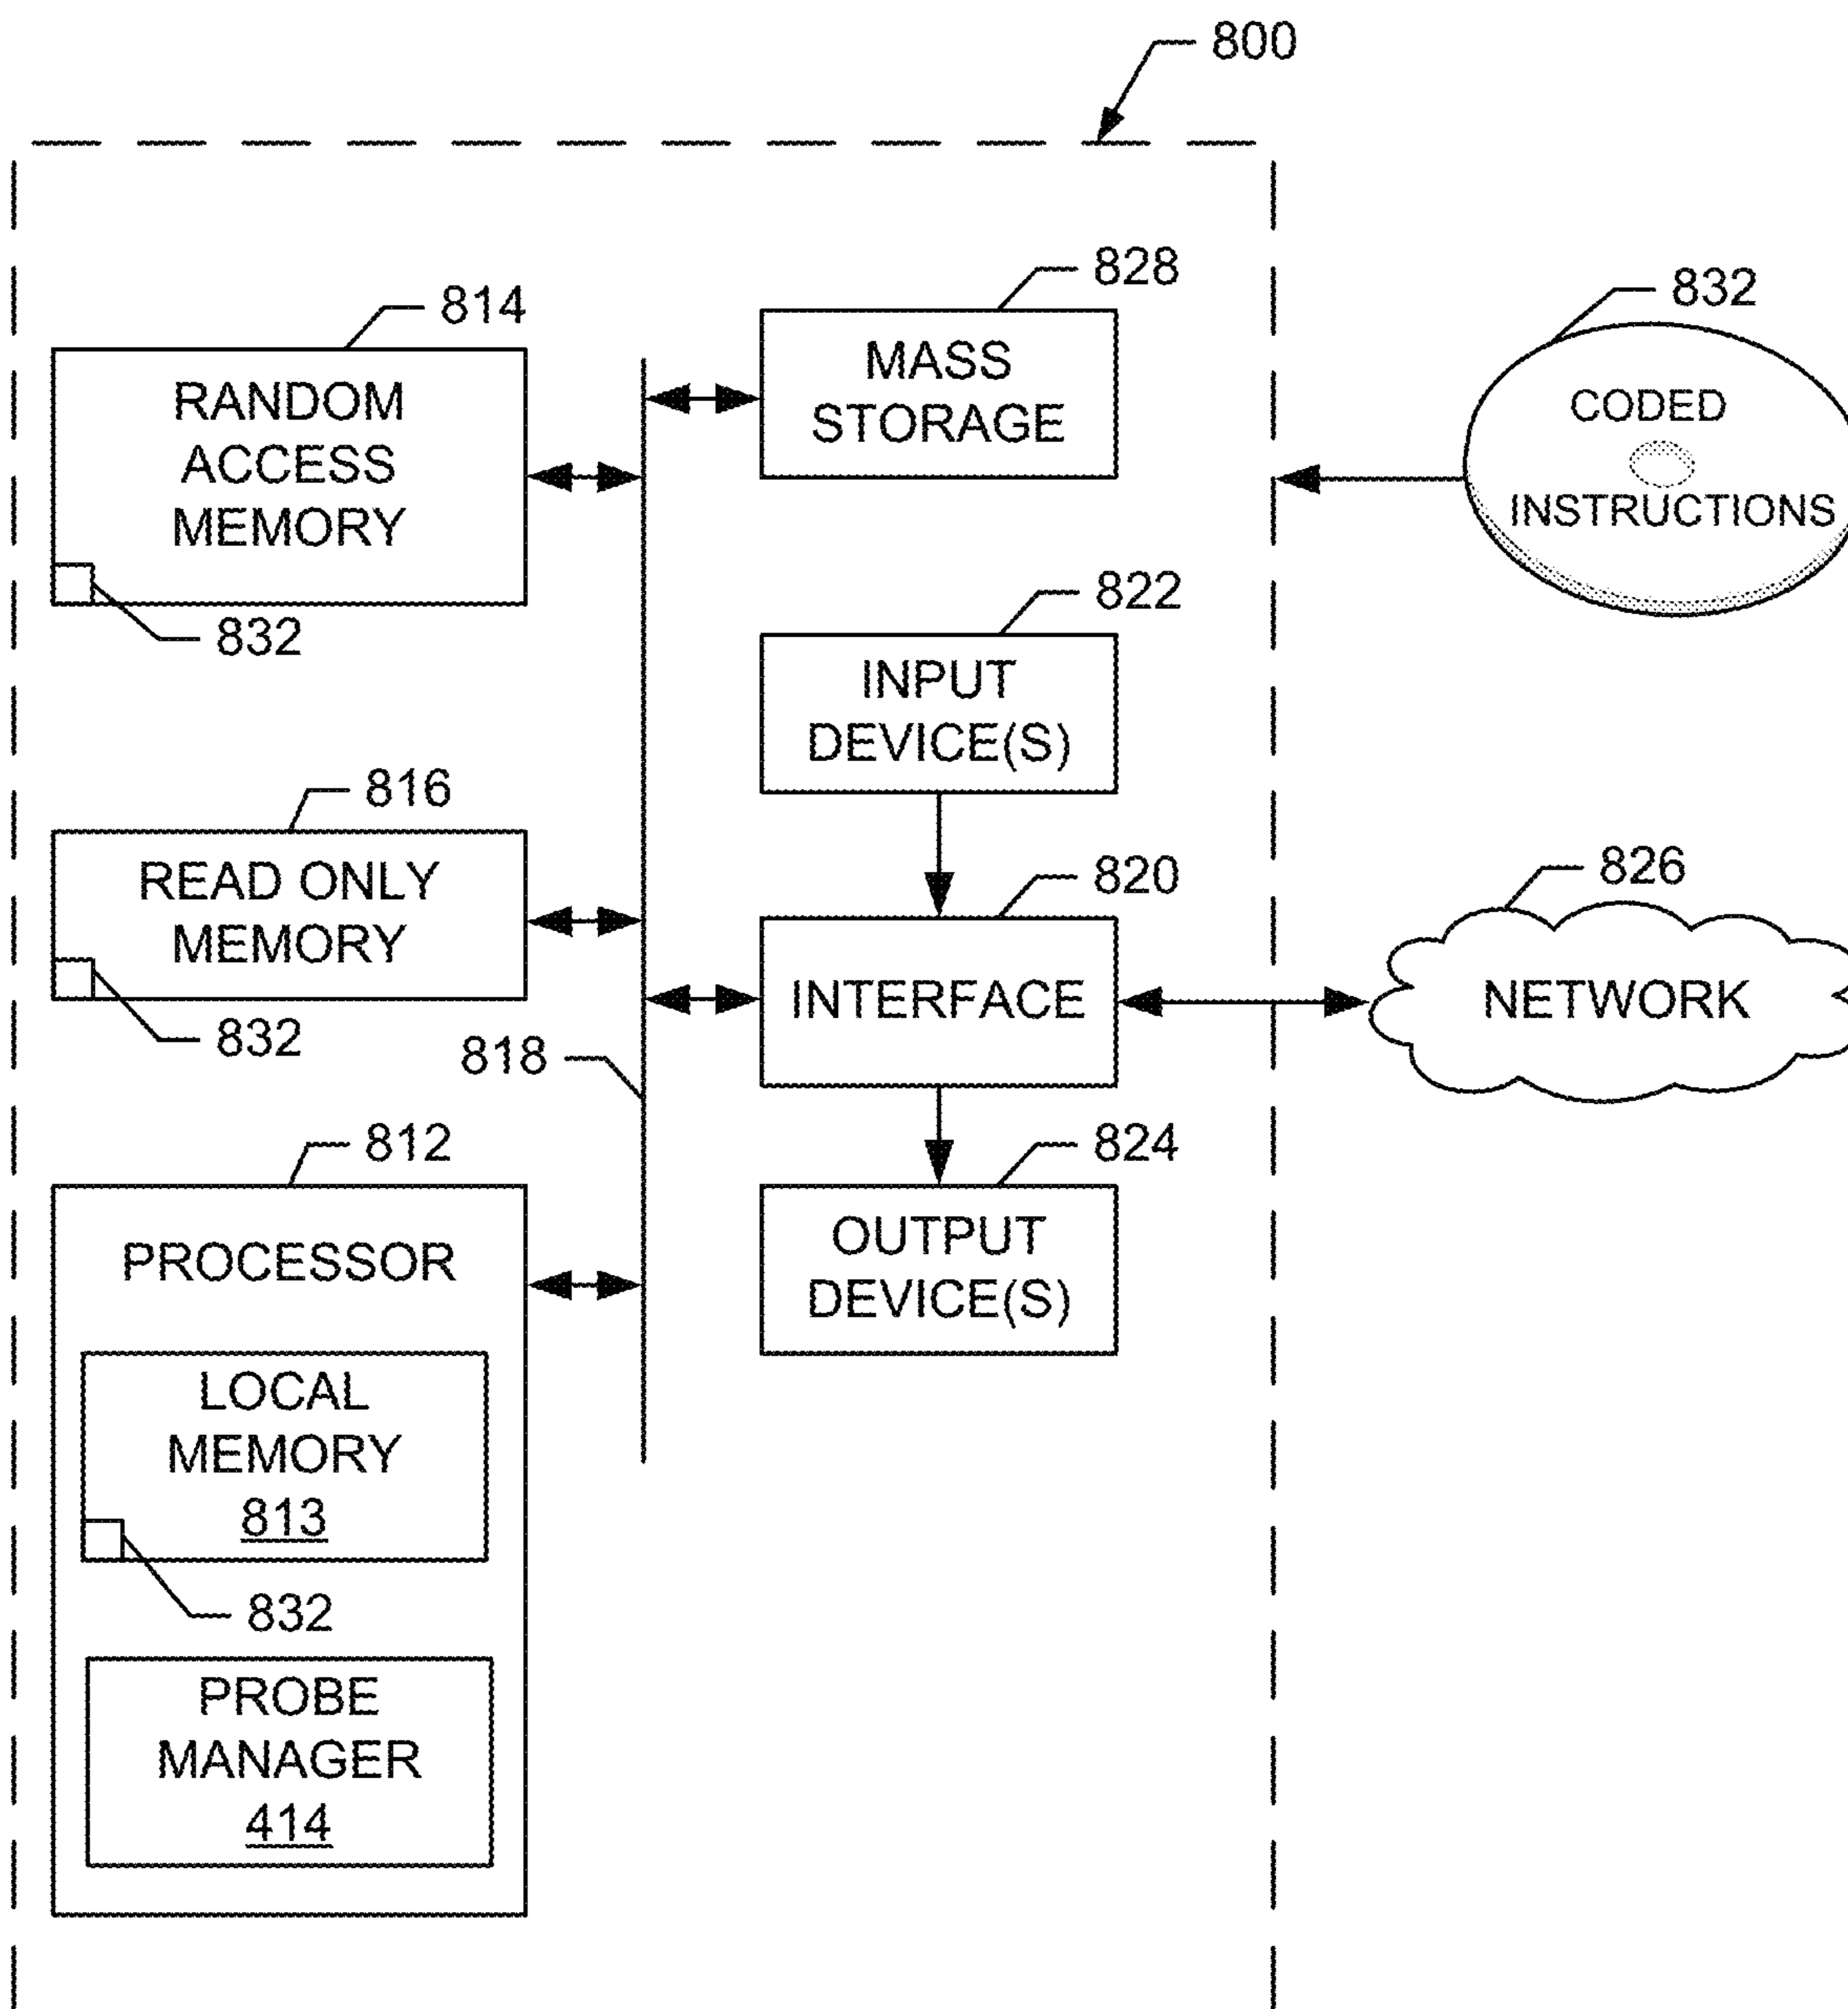 800
828
814
832
MASS
STORAGE
RANDOM
ACCESS
MEMORY
CODED
INSTRUCTIONS
822
832
INPUT
DEVICE(S)
816
READ ONLY
MEMORY
820
826
INTERFACE
NETWORK
832
818
812
824
PROCESSOR
OUTPUT
DEVICE(S)
LOCAL
MEMORY
813
832
PROBE
MANAGER
414